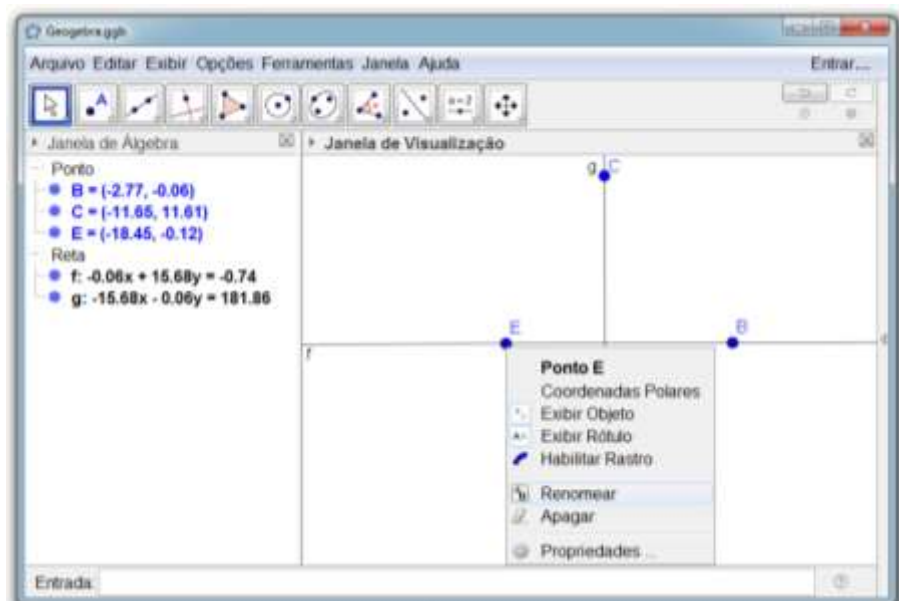 Geogebra.ggb
Arquivo Editar Exibir Opções Ferramentas Janela Ajuda Entrar...
Janela de Álgebra
Janela de Visualização
Ponto
B = (-2.77, -0.06)
C = (-11.65, 11.61)
E = (-18.45, -0.12)
Reta
f: -0.06x + 15.68y = -0.74
g: -15.68x - 0.06y = 181.86
g C
E B
f
Ponto E
Coordenadas Polares
Exibir Objeto
Exibir Rótulo
Habilitar Rastro
Renomear
Apagar
Propriedades ...
Entrada: